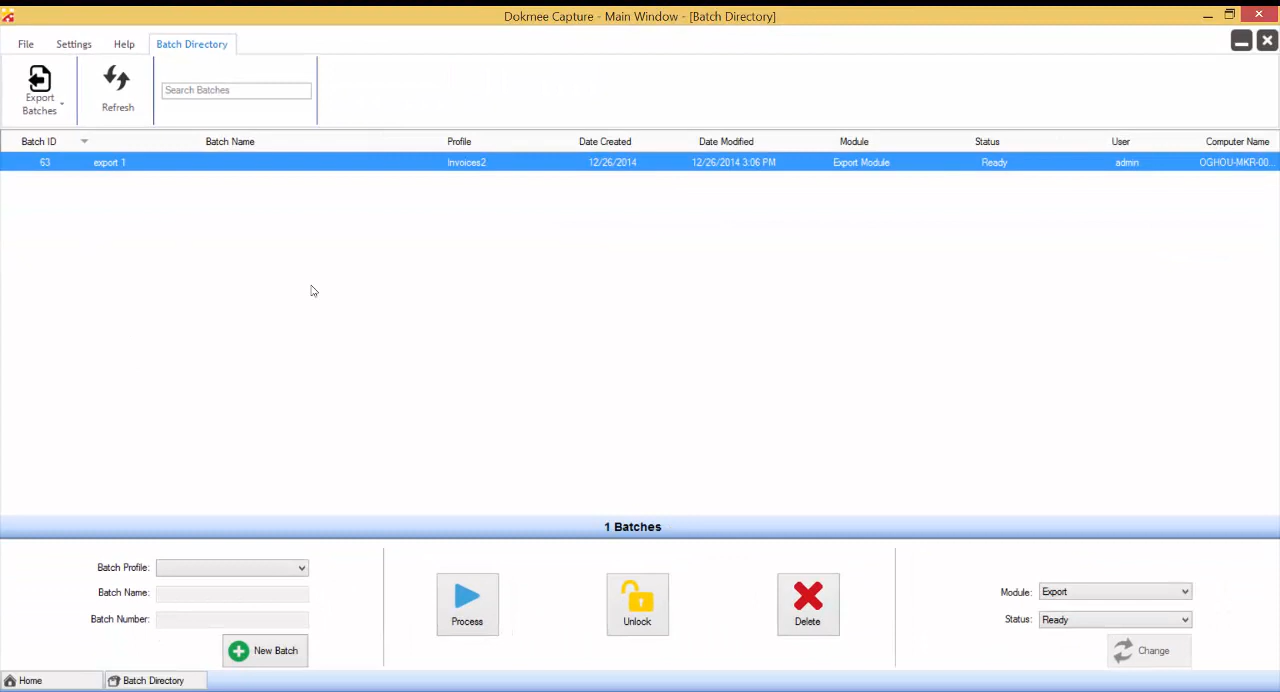 Dokmee Capture - Main Window - [Batch Directory]
File Settings Help Batch Directory
Export Batches
Refresh
Search Batches
Batch ID Batch Name Profile Date Created Date Modified Module Status User Computer Name
63 export 1 Invoices2 12/26/2014 12/26/2014 3:06 PM Export Module Ready admin OGHOU-MKR-00...
1 Batches
Batch Profile:
Batch Name:
Batch Number:
New Batch
Process
Unlock
Delete
Module: Export
Status: Ready
Change
Home Batch Directory